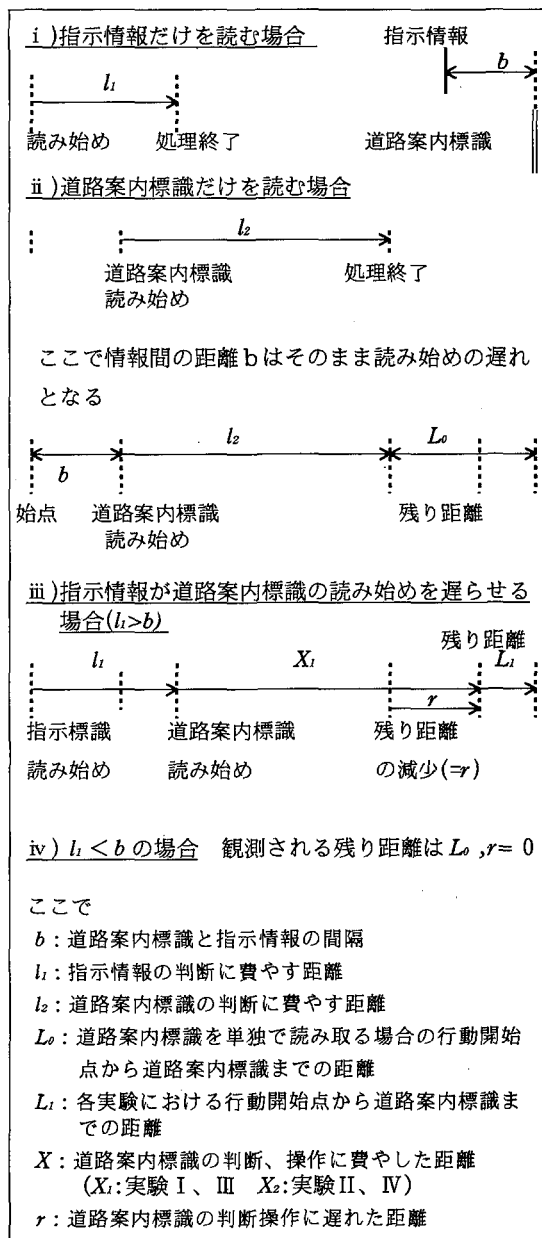 ⅰ)指示情報だけを読む場合 指示情報
l₁ b
読み始め 処理終了 道路案内標識
ⅱ)道路案内標識だけを読む場合
l₂
道路案内標識 処理終了
読み始め
ここで情報間の距離bはそのまま読み始めの遅れ
となる
l₂ L₀
b
始点 道路案内標識 残り距離
読み始め
ⅲ)指示情報が道路案内標識の読み始めを遅らせる
場合(l₁>b)
残り距離
l₁ X₁ L₁
r
指示標識 道路案内標識 残り距離
読み始め 読み始め の減少(=r)
ⅳ) l₁<bの場合 観測される残り距離はL₀ ,r= 0
ここで
b:道路案内標識と指示情報の間隔
l₁:指示情報の判断に費やす距離
l₂:道路案内標識の判断に費やす距離
L₀:道路案内標識を単独で読み取る場合の行動開始
点から道路案内標識までの距離
L₁:各実験における行動開始点から道路案内標識ま
での距離
X:道路案内標識の判断、操作に費やした距離
(X₁:実験Ⅰ、Ⅲ X₂:実験Ⅱ、Ⅳ)
r:道路案内標識の判断操作に遅れた距離